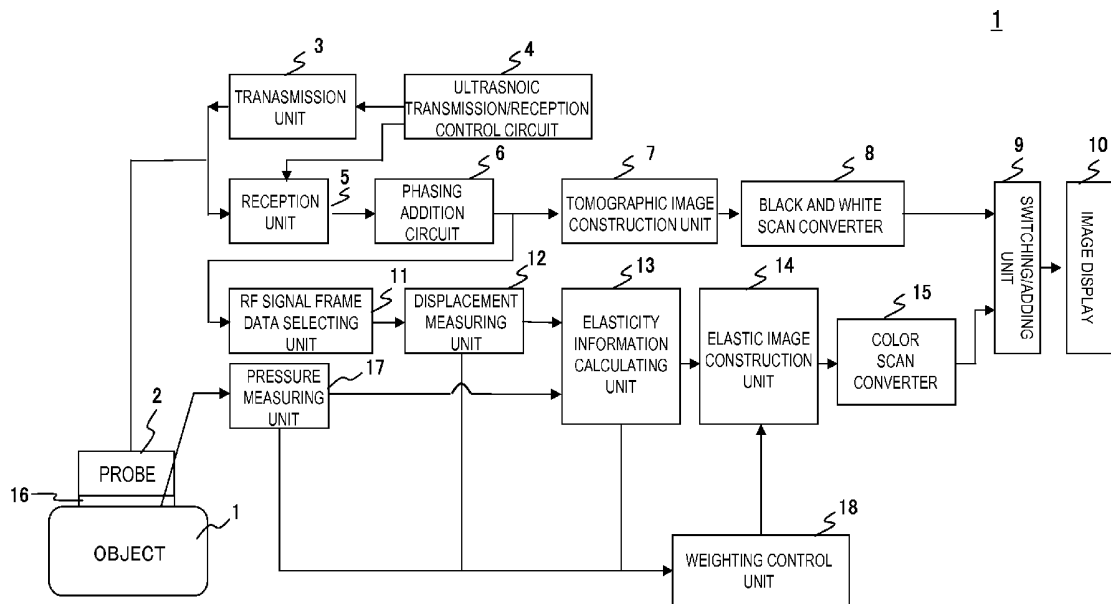 1
3
TRANASMISSION
UNIT
4
ULTRASNOIC
TRANSMISSION/RECEPTION
CONTROL CIRCUIT
RECEPTION
UNIT
5
6
PHASING
ADDITION
CIRCUIT
7
TOMOGRAPHIC IMAGE
CONSTRUCTION UNIT
8
BLACK AND WHITE
SCAN CONVERTER
9
SWITCHING/ADDING
UNIT
10
IMAGE DISPLAY
11
RF SIGNAL FRAME
DATA SELECTING
UNIT
12
DISPLACEMENT
MEASURING
UNIT
13
ELASTICITY
INFORMATION
CALCULATING
UNIT
14
ELASTIC IMAGE
CONSTRUCTION
UNIT
15
COLOR
SCAN
CONVERTER
17
PRESSURE
MEASURING
UNIT
2
PROBE
16
1
OBJECT
18
WEIGHTING CONTROL
UNIT